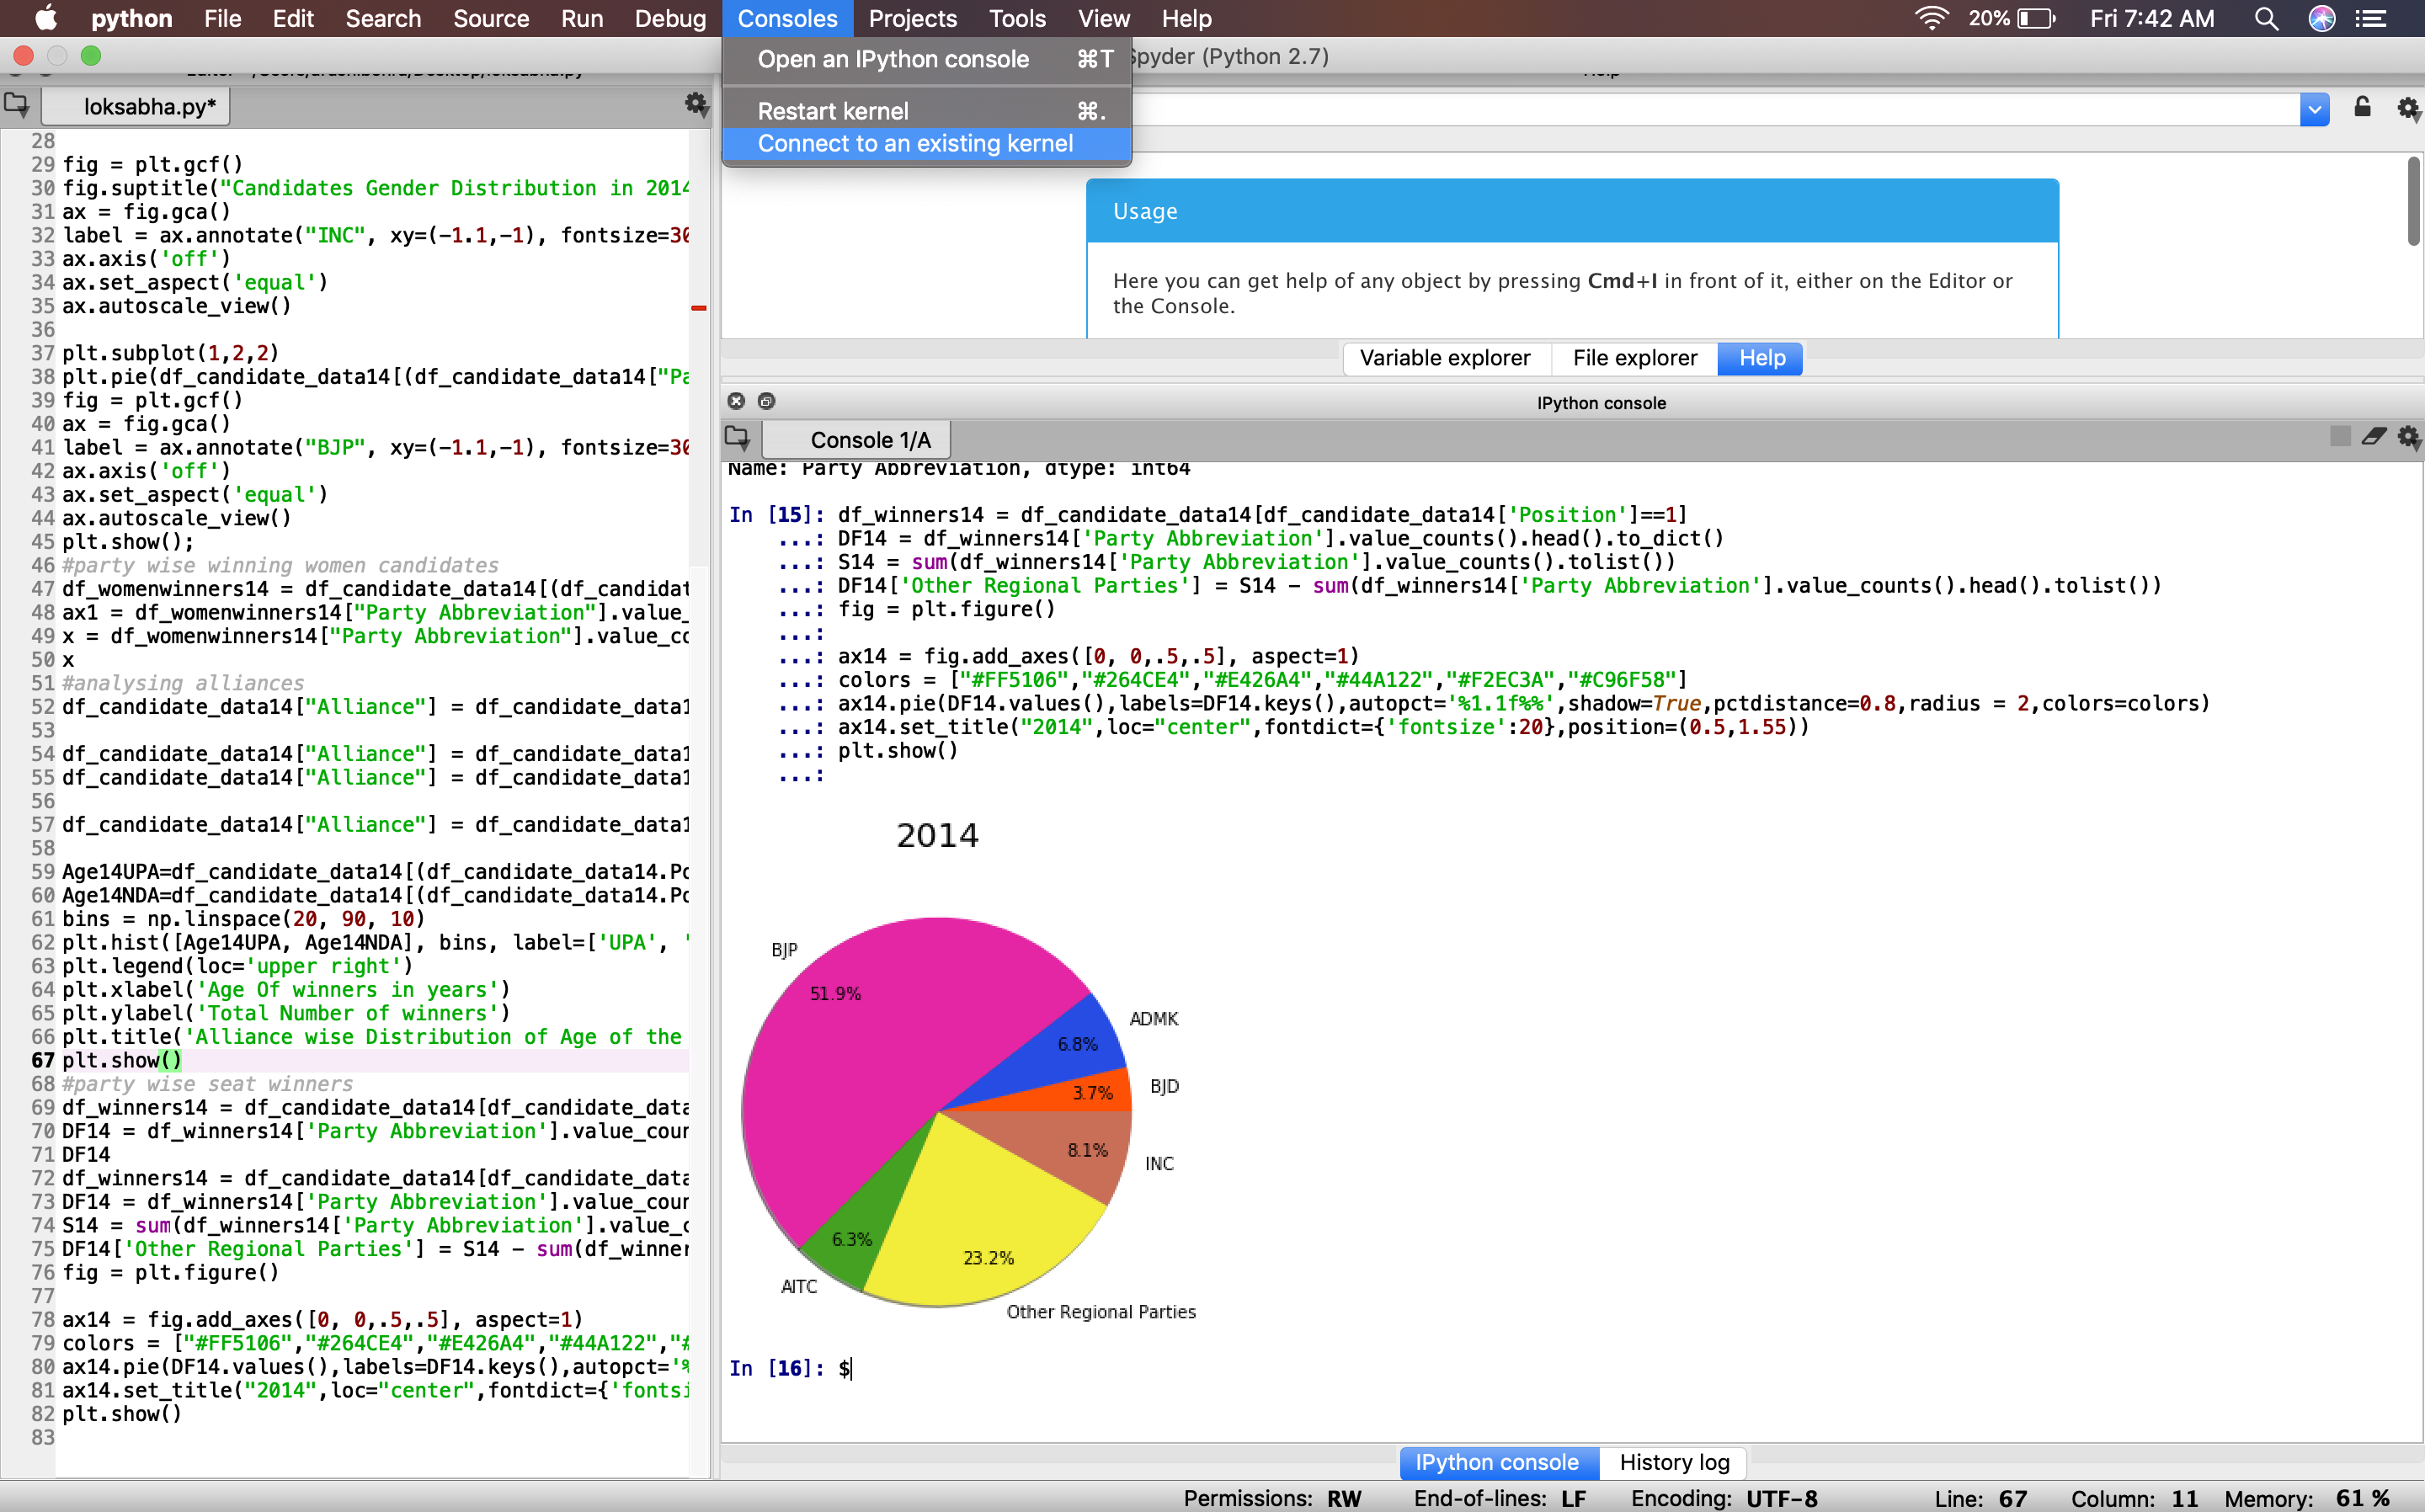 python File Edit Search Source Run Debug Consoles Projects Tools View Help 20% Fri 7:42 AM
Open an IPython console ⌘T
Restart kernel ⌘.
Connect to an existing kernel
Spyder (Python 2.7)
loksabha.py*
28
29 fig = plt.gcf()
30 fig.suptitle("Candidates Gender Distribution in 2014
31 ax = fig.gca()
32 label = ax.annotate("INC", xy=(-1.1,-1), fontsize=30
33 ax.axis('off')
34 ax.set_aspect('equal')
35 ax.autoscale_view()
36
37 plt.subplot(1,2,2)
38 plt.pie(df_candidate_data14[(df_candidate_data14["Pa
39 fig = plt.gcf()
40 ax = fig.gca()
41 label = ax.annotate("BJP", xy=(-1.1,-1), fontsize=30
42 ax.axis('off')
43 ax.set_aspect('equal')
44 ax.autoscale_view()
45 plt.show();
46 #party wise winning women candidates
47 df_womenwinners14 = df_candidate_data14[(df_candidat
48 ax1 = df_womenwinners14["Party Abbreviation"].value_
49 x = df_womenwinners14["Party Abbreviation"].value_co
50 x
51 #analysing alliances
52 df_candidate_data14["Alliance"] = df_candidate_data1
53
54 df_candidate_data14["Alliance"] = df_candidate_data1
55 df_candidate_data14["Alliance"] = df_candidate_data1
56
57 df_candidate_data14["Alliance"] = df_candidate_data1
58
59 Age14UPA=df_candidate_data14[(df_candidate_data14.Po
60 Age14NDA=df_candidate_data14[(df_candidate_data14.Po
61 bins = np.linspace(20, 90, 10)
62 plt.hist([Age14UPA, Age14NDA], bins, label=['UPA', '
63 plt.legend(loc='upper right')
64 plt.xlabel('Age Of winners in years')
65 plt.ylabel('Total Number of winners')
66 plt.title('Alliance wise Distribution of Age of the
67 plt.show()
68 #party wise seat winners
69 df_winners14 = df_candidate_data14[df_candidate_data
70 DF14 = df_winners14['Party Abbreviation'].value_coun
71 DF14
72 df_winners14 = df_candidate_data14[df_candidate_data
73 DF14 = df_winners14['Party Abbreviation'].value_coun
74 S14 = sum(df_winners14['Party Abbreviation'].value_c
75 DF14['Other Regional Parties'] = S14 - sum(df_winner
76 fig = plt.figure()
77
78 ax14 = fig.add_axes([0, 0,.5,.5], aspect=1)
79 colors = ["#FF5106","#264CE4","#E426A4","#44A122","#
80 ax14.pie(DF14.values(),labels=DF14.keys(),autopct='%
81 ax14.set_title("2014",loc="center",fontdict={'fontsi
82 plt.show()
83
Usage
Here you can get help of any object by pressing Cmd+I in front of it, either on the Editor or
the Console.
Variable explorer File explorer Help
IPython console
Console 1/A
Name: Party Abbreviation, dtype: int64
In [15]: df_winners14 = df_candidate_data14[df_candidate_data14['Position']==1]
...: DF14 = df_winners14['Party Abbreviation'].value_counts().head().to_dict()
...: S14 = sum(df_winners14['Party Abbreviation'].value_counts().tolist())
...: DF14['Other Regional Parties'] = S14 - sum(df_winners14['Party Abbreviation'].value_counts().head().tolist())
...: fig = plt.figure()
...:
...: ax14 = fig.add_axes([0, 0,.5,.5], aspect=1)
...: colors = ["#FF5106","#264CE4","#E426A4","#44A122","#F2EC3A","#C96F58"]
...: ax14.pie(DF14.values(),labels=DF14.keys(),autopct='%1.1f%%',shadow=True,pctdistance=0.8,radius = 2,colors=colors)
...: ax14.set_title("2014",loc="center",fontdict={'fontsize':20},position=(0.5,1.55))
...: plt.show()
...:
2014
BJP
51.9%
ADMK
6.8%
BJD
3.7%
8.1%
INC
6.3%
23.2%
AITC
Other Regional Parties
In [16]: $
IPython console History log
Permissions: RW End-of-lines: LF Encoding: UTF-8 Line: 67 Column: 11 Memory: 61 %